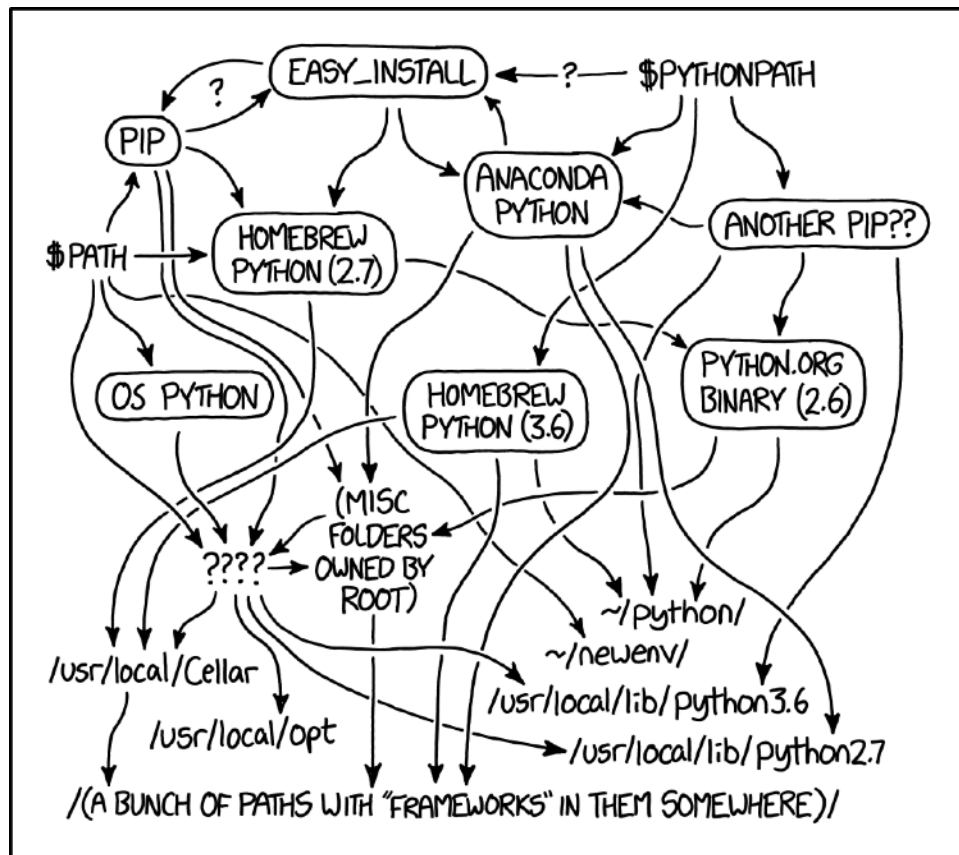 EASY_INSTALL
?
$PYTHONPATH
?
PIP
ANACONDA
PYTHON
ANOTHER PIP??
HOMEBREW
PYTHON (2.7)
$PATH
OS PYTHON
HOMEBREW
PYTHON (3.6)
PYTHON.ORG
BINARY (2.6)
(MISC
FOLDERS
OWNED BY
ROOT)
????
~/python/
~/newenv/
/usr/local/Cellar
/usr/local/lib/python3.6
/usr/local/opt
/usr/local/lib/python2.7
/(A BUNCH OF PATHS WITH "FRAMEWORKS" IN THEM SOMEWHERE)/